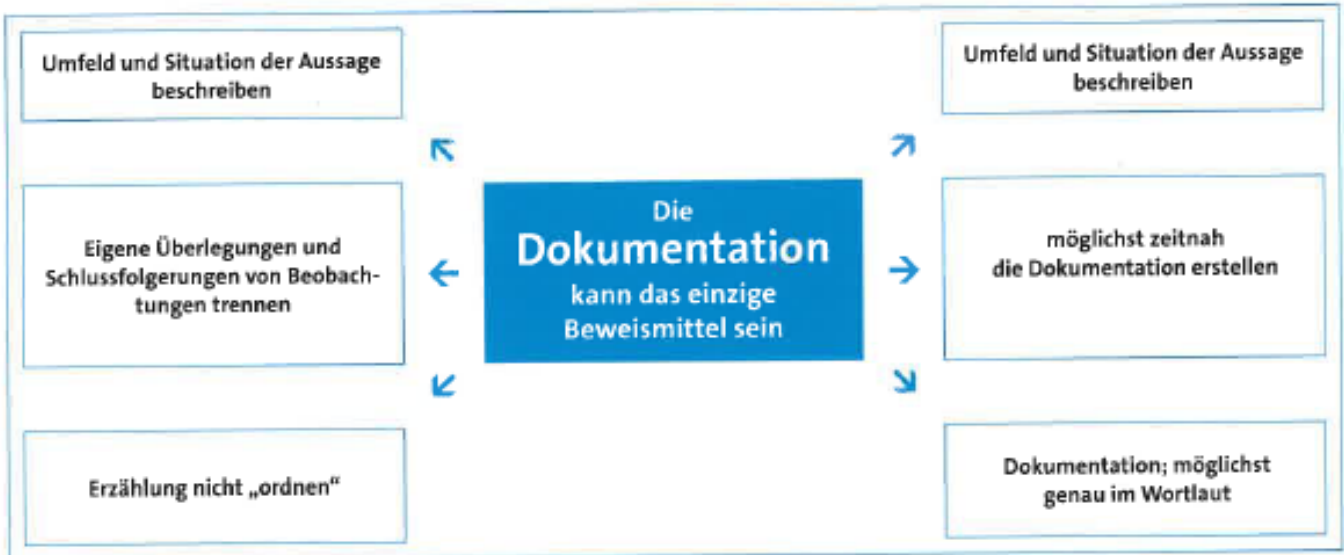 Umfeld und Situation der Aussage
beschreiben
Umfeld und Situation der Aussage
beschreiben
Eigene Überlegungen und
Schlussfolgerungen von Beobach-
tungen trennen
Die
Dokumentation
kann das einzige
Beweismittel sein
möglichst zeitnah
die Dokumentation erstellen
Erzählung nicht „ordnen“
Dokumentation; möglichst
genau im Wortlaut